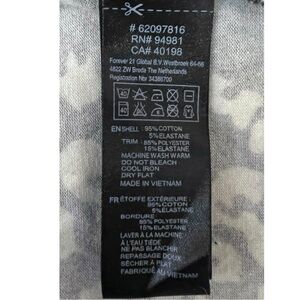 # 62097816
RN# 94981
CA# 40198
Forever 21 Global B.V. Westbroek 64-66
4822 ZW Breda The Netherlands
Registration Nbr 34386700
40
EN SHELL : 95% COTTON
5% ELASTANE
TRIM : 85% POLYESTER
15% ELASTANE
MACHINE WASH WARM
DO NOT BLEACH
COOL IRON
DRY FLAT
MADE IN VIETNAM
FR ÉTOFFE EXTÉRIEUR :
95% COTON
5% ÉLASTANE
BORDURE :
85% POLYESTER
15% ÉLASTANE
LAVER À LA MACHINE
À L'EAU TIÈDE
NE PAS BLANCHIR
REPASSAGE DOUX
SÉCHER À PLAT
FABRIQUÉ AU VIETNAM